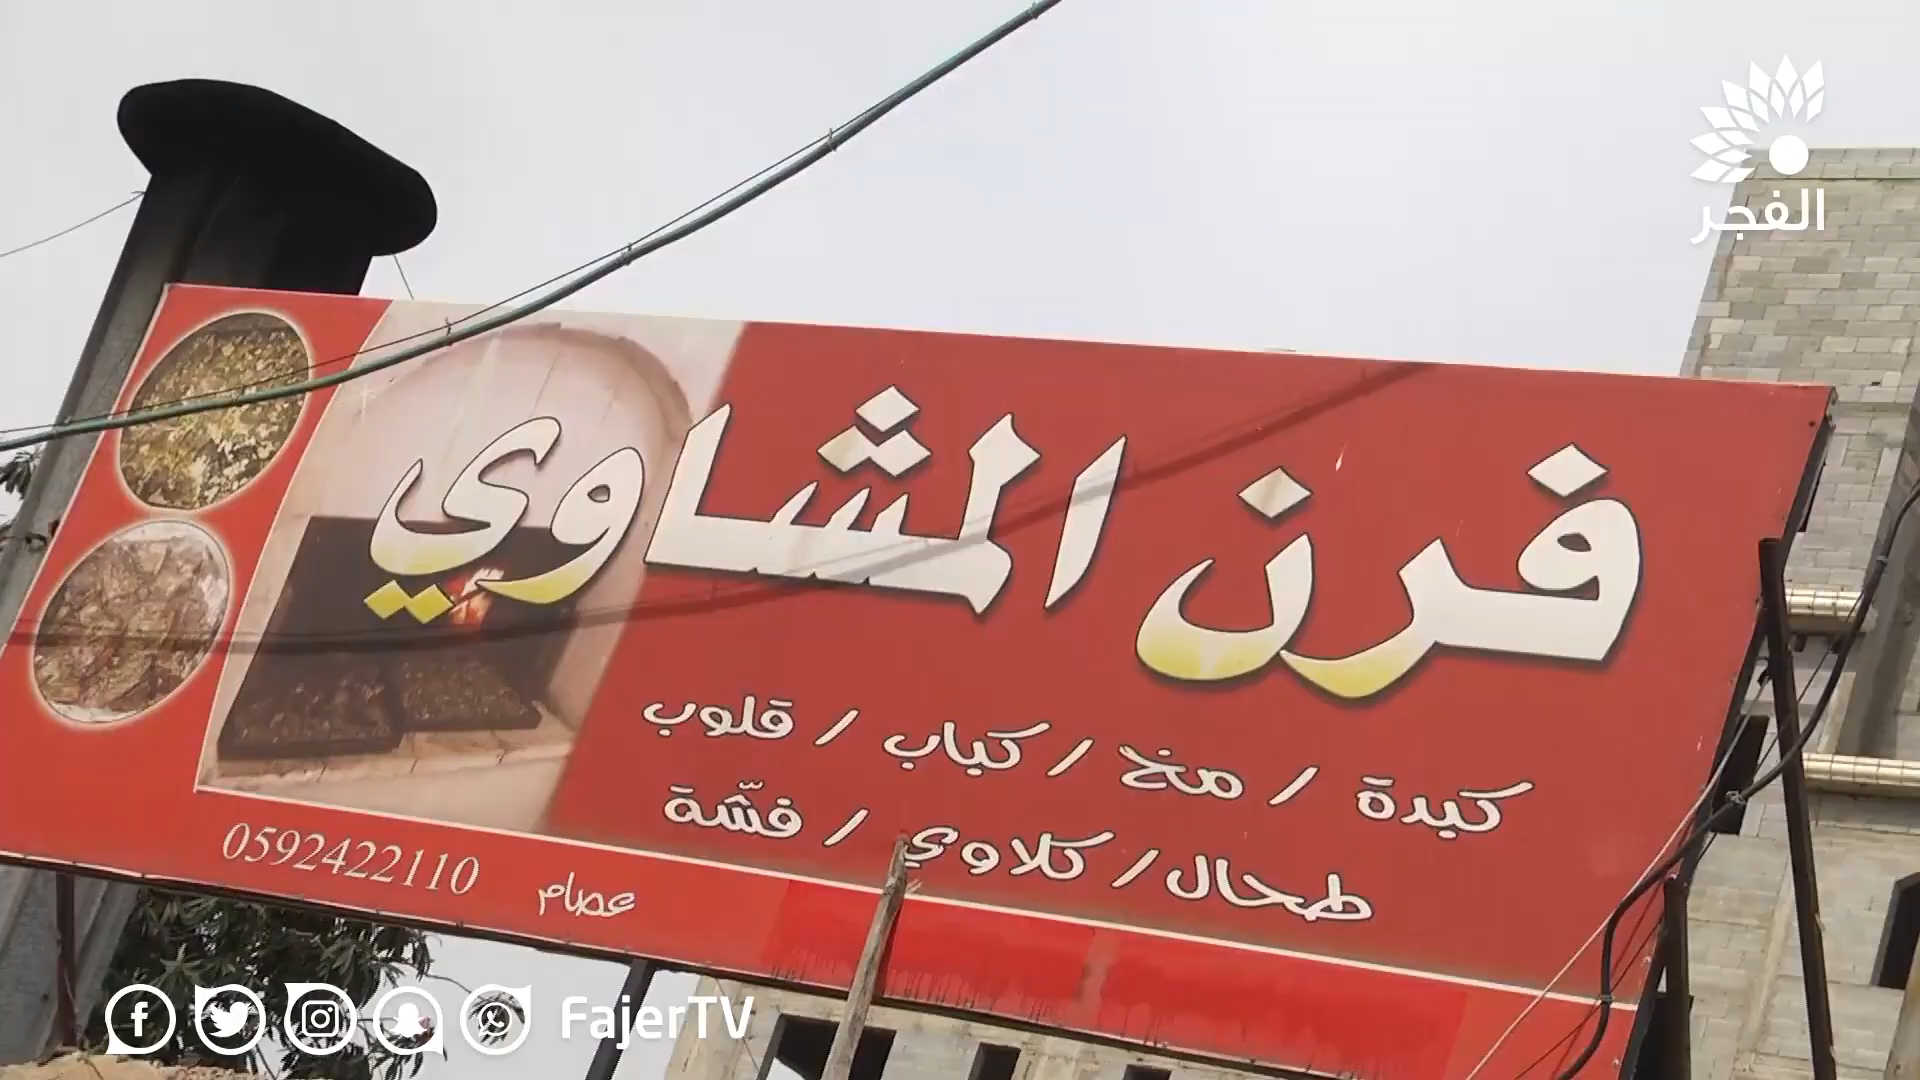 الفجر
فرن المشاوي
كبدة / مخ / كباب / قلوب
طحال / كلاوي / فشّة
عصام 0592422110
FajerTV